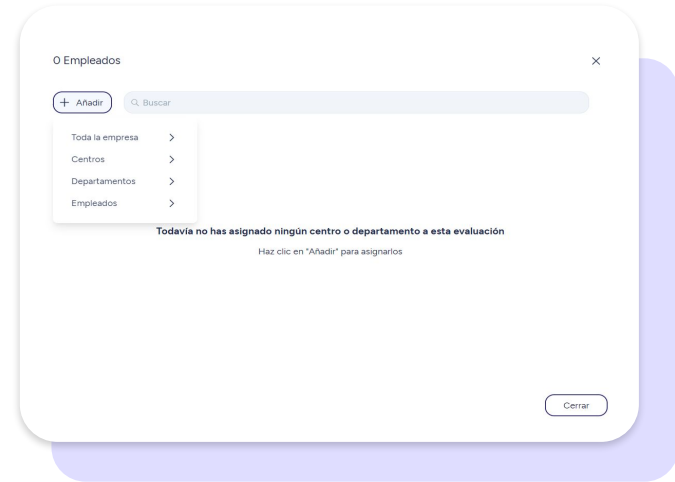 0 Empleados
Añadir
Buscar
Toda la empresa
Centros
Departamentos
Empleados
Todavía no has asignado ningún centro o departamento a esta evaluación
Haz clic en "Añadir" para asignarlos
Cerrar